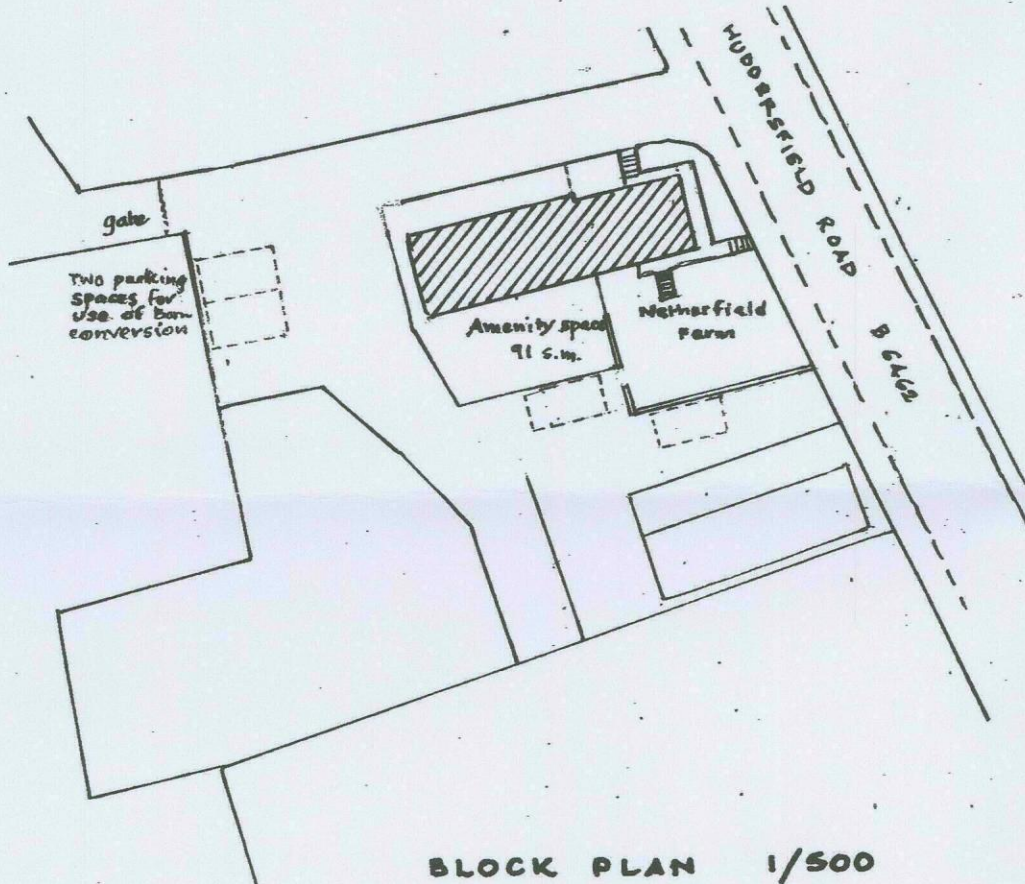 HUDDERSFIELD ROAD B 6462
gate
Two parking
spaces for
use of barn
conversion
Amenity space
91 s.m.
Netherfield
Farm
BLOCK PLAN 1/500